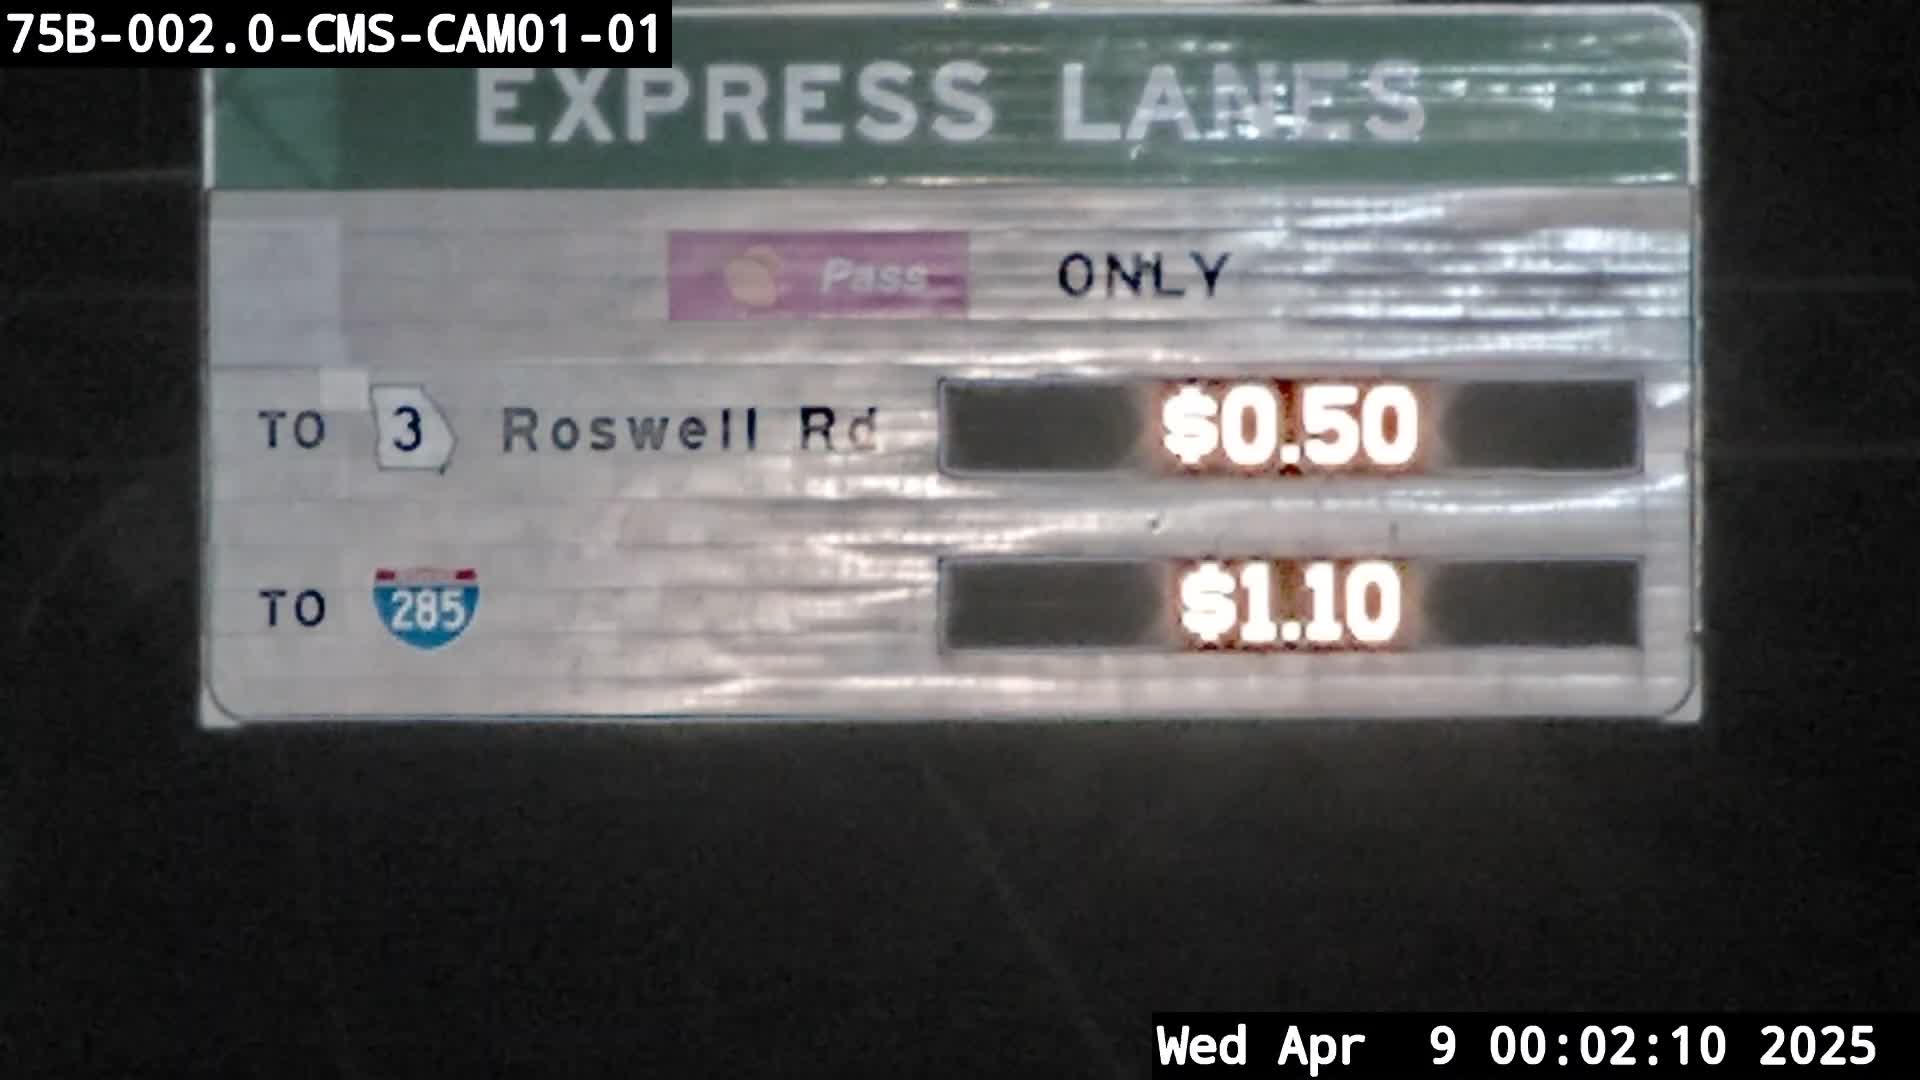 75B-002.0-CMS-CAM01-01
EXPRESS LANES
Pass ONLY
TO 3 Roswell Rd $0.50
TO 285 $1.10
Wed Apr 9 00:02:10 2025